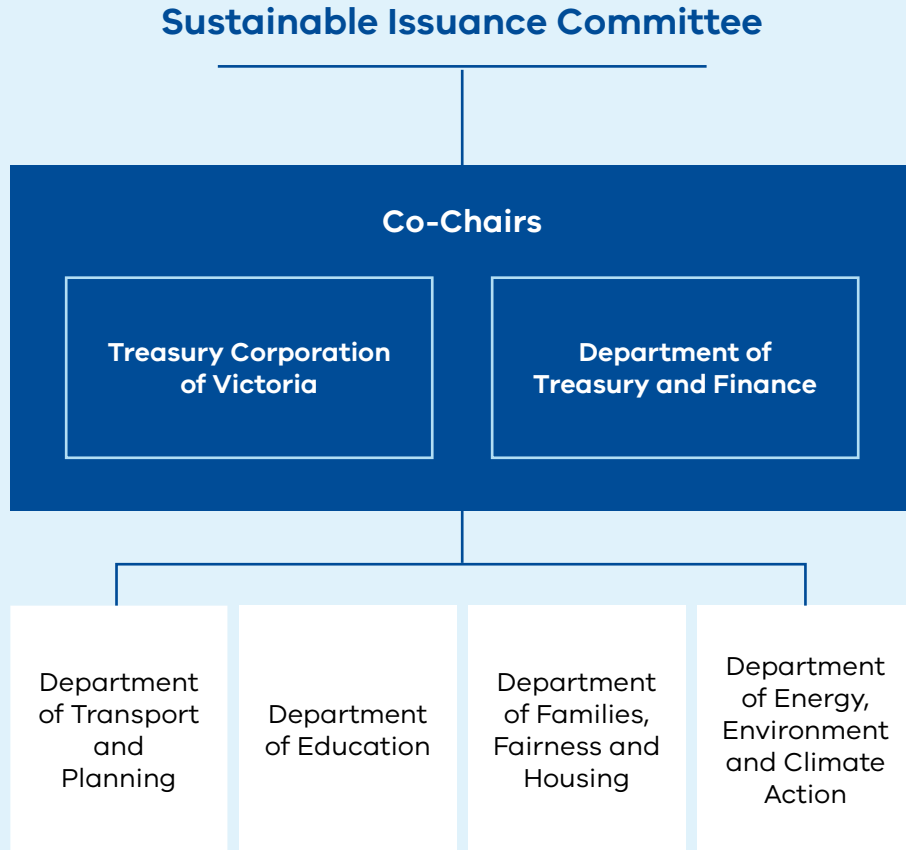 Sustainable Issuance Committee
Co-Chairs
Treasury Corporation
of Victoria
Department of
Treasury and Finance
Department
of Transport
and
Planning
Department
of Education
Department
of Families,
Fairness and
Housing
Department
of Energy,
Environment
and Climate
Action